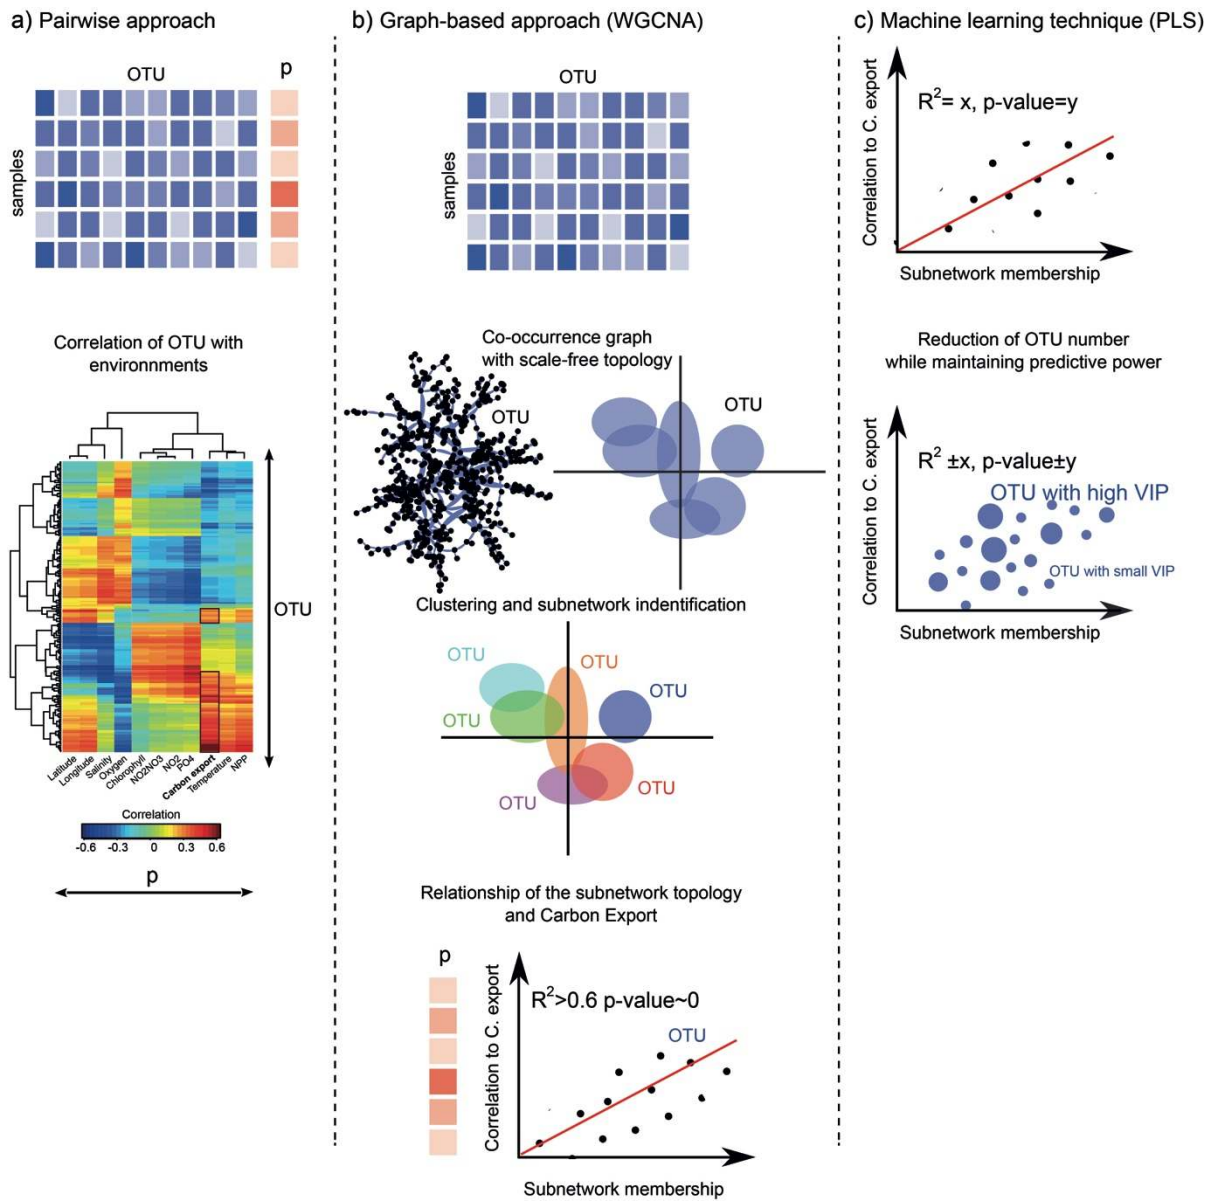 a) Pairwise approach
OTU
p
samples
Correlation of OTU with
environnments
OTU
Latitude
Longitude
Salinity
Oxygen
Chlorophyll
NO2NO3
NO2
PO4
Carbon export
Temperature
NPP
Correlation
-0.6 -0.3 0 0.3 0.6
p
b) Graph-based approach (WGCNA)
OTU
samples
Co-occurrence graph
with scale-free topology
OTU
OTU
Clustering and subnetwork indentification
OTU
OTU
OTU
OTU
OTU
OTU
Relationship of the subnetwork topology
and Carbon Export
p
Correlation to C. export
R²>0.6 p-value~0
OTU
Subnetwork membership
c) Machine learning technique (PLS)
Correlation to C. export
R²= x, p-value=y
Subnetwork membership
Reduction of OTU number
while maintaining predictive power
Correlation to C. export
R² ±x, p-value±y
OTU with high VIP
OTU with small VIP
Subnetwork membership